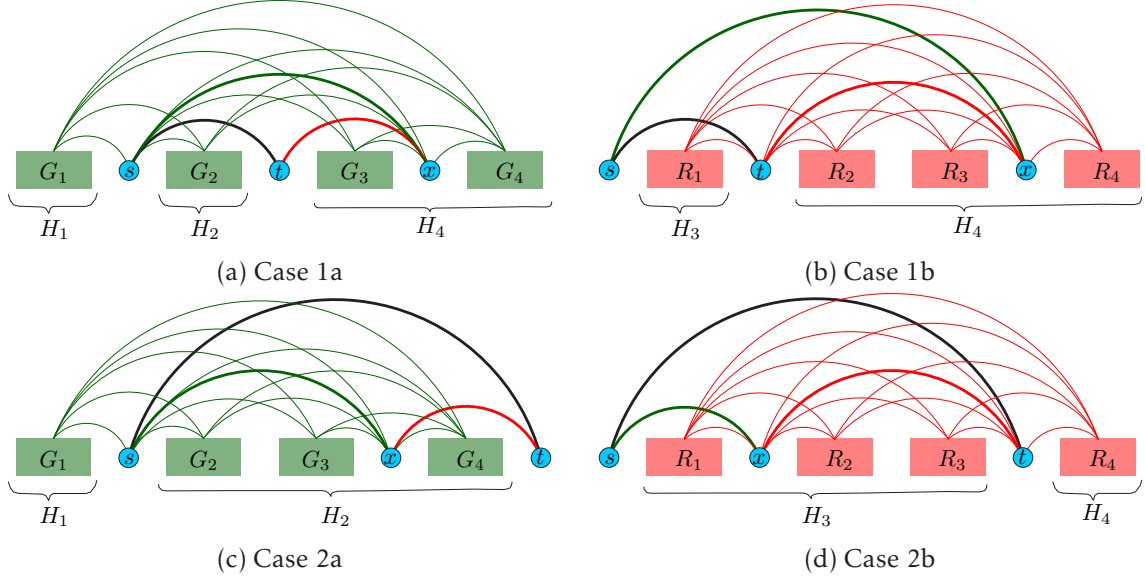 G1 s G2 t G3 x G4
H1 H2 H4
(a) Case 1a
s R1 t R2 R3 x R4
H3 H4
(b) Case 1b
G1 s G2 G3 x G4 t
H1 H2
(c) Case 2a
s R1 x R2 R3 t R4
H3 H4
(d) Case 2b